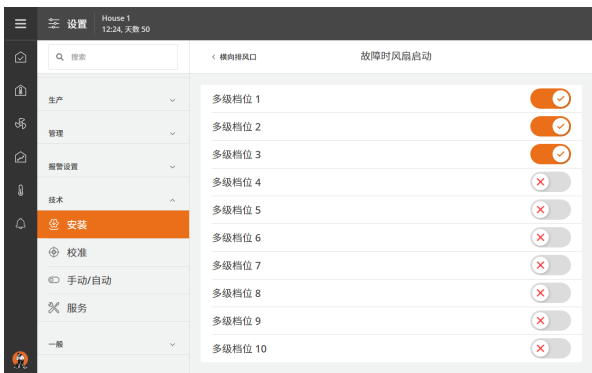 设置
House 1
12:24, 天数 50
搜索
生产
管理
报警设置
技术
安装
校准
手动/自动
服务
一般
横向排风口
故障时风扇启动
多级档位 1
多级档位 2
多级档位 3
多级档位 4
多级档位 5
多级档位 6
多级档位 7
多级档位 8
多级档位 9
多级档位 10